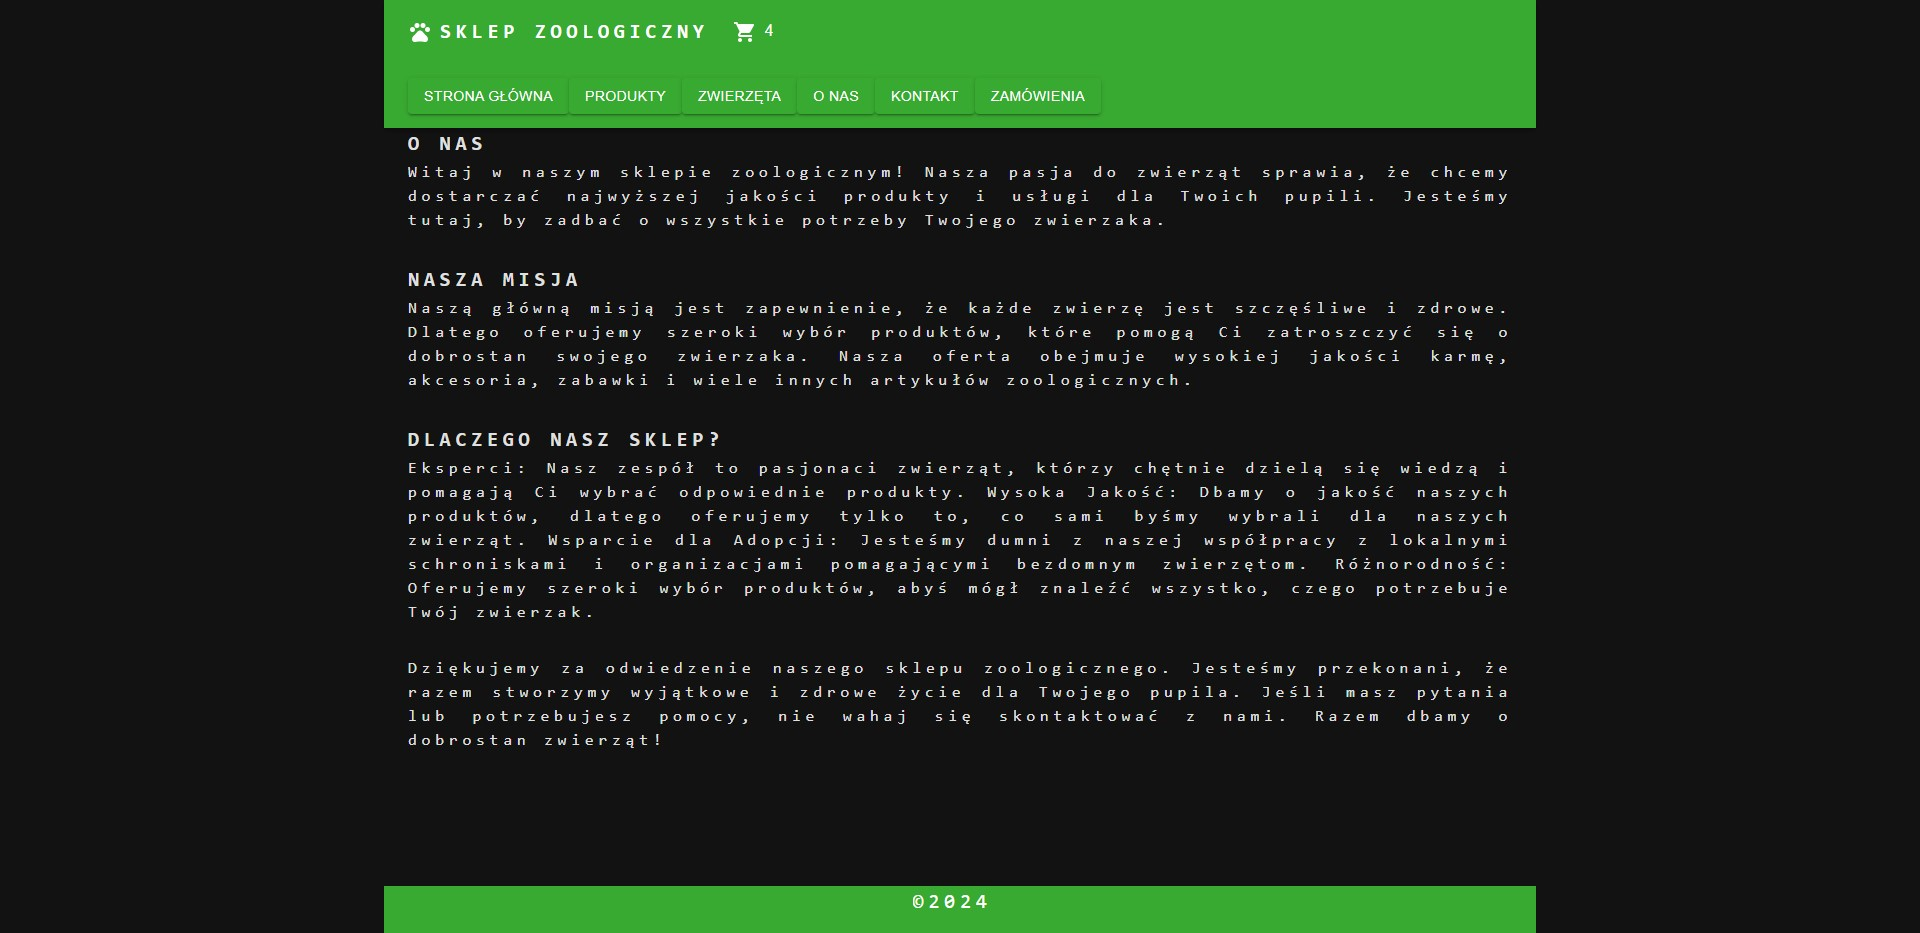 SKLEP ZOOLOGICZNY 4
STRONA GŁÓWNA PRODUKTY ZWIERZĘTA O NAS KONTAKT ZAMÓWIENIA
O NAS
Witaj w naszym sklepie zoologicznym! Nasza pasja do zwierząt sprawia, że chcemy
dostarczać najwyższej jakości produkty i usługi dla Twoich pupili. Jesteśmy
tutaj, by zadbać o wszystkie potrzeby Twojego zwierzaka.
NASZA MISJA
Naszą główną misją jest zapewnienie, że każde zwierzę jest szczęśliwe i zdrowe.
Dlatego oferujemy szeroki wybór produktów, które pomogą Ci zatroszczyć się o
dobrostan swojego zwierzaka. Nasza oferta obejmuje wysokiej jakości karmę,
akcesoria, zabawki i wiele innych artykułów zoologicznych.
DLACZEGO NASZ SKLEP?
Eksperci: Nasz zespół to pasjonaci zwierząt, którzy chętnie dzielą się wiedzą i
pomagają Ci wybrać odpowiednie produkty. Wysoka Jakość: Dbamy o jakość naszych
produktów, dlatego oferujemy tylko to, co sami byśmy wybrali dla naszych
zwierząt. Wsparcie dla Adopcji: Jesteśmy dumni z naszej współpracy z lokalnymi
schroniskami i organizacjami pomagającymi bezdomnym zwierzętom. Różnorodność:
Oferujemy szeroki wybór produktów, abyś mógł znaleźć wszystko, czego potrzebuje
Twój zwierzak.
Dziękujemy za odwiedzenie naszego sklepu zoologicznego. Jesteśmy przekonani, że
razem stworzymy wyjątkowe i zdrowe życie dla Twojego pupila. Jeśli masz pytania
lub potrzebujesz pomocy, nie wahaj się skontaktować z nami. Razem dbamy o
dobrostan zwierząt!
©2024